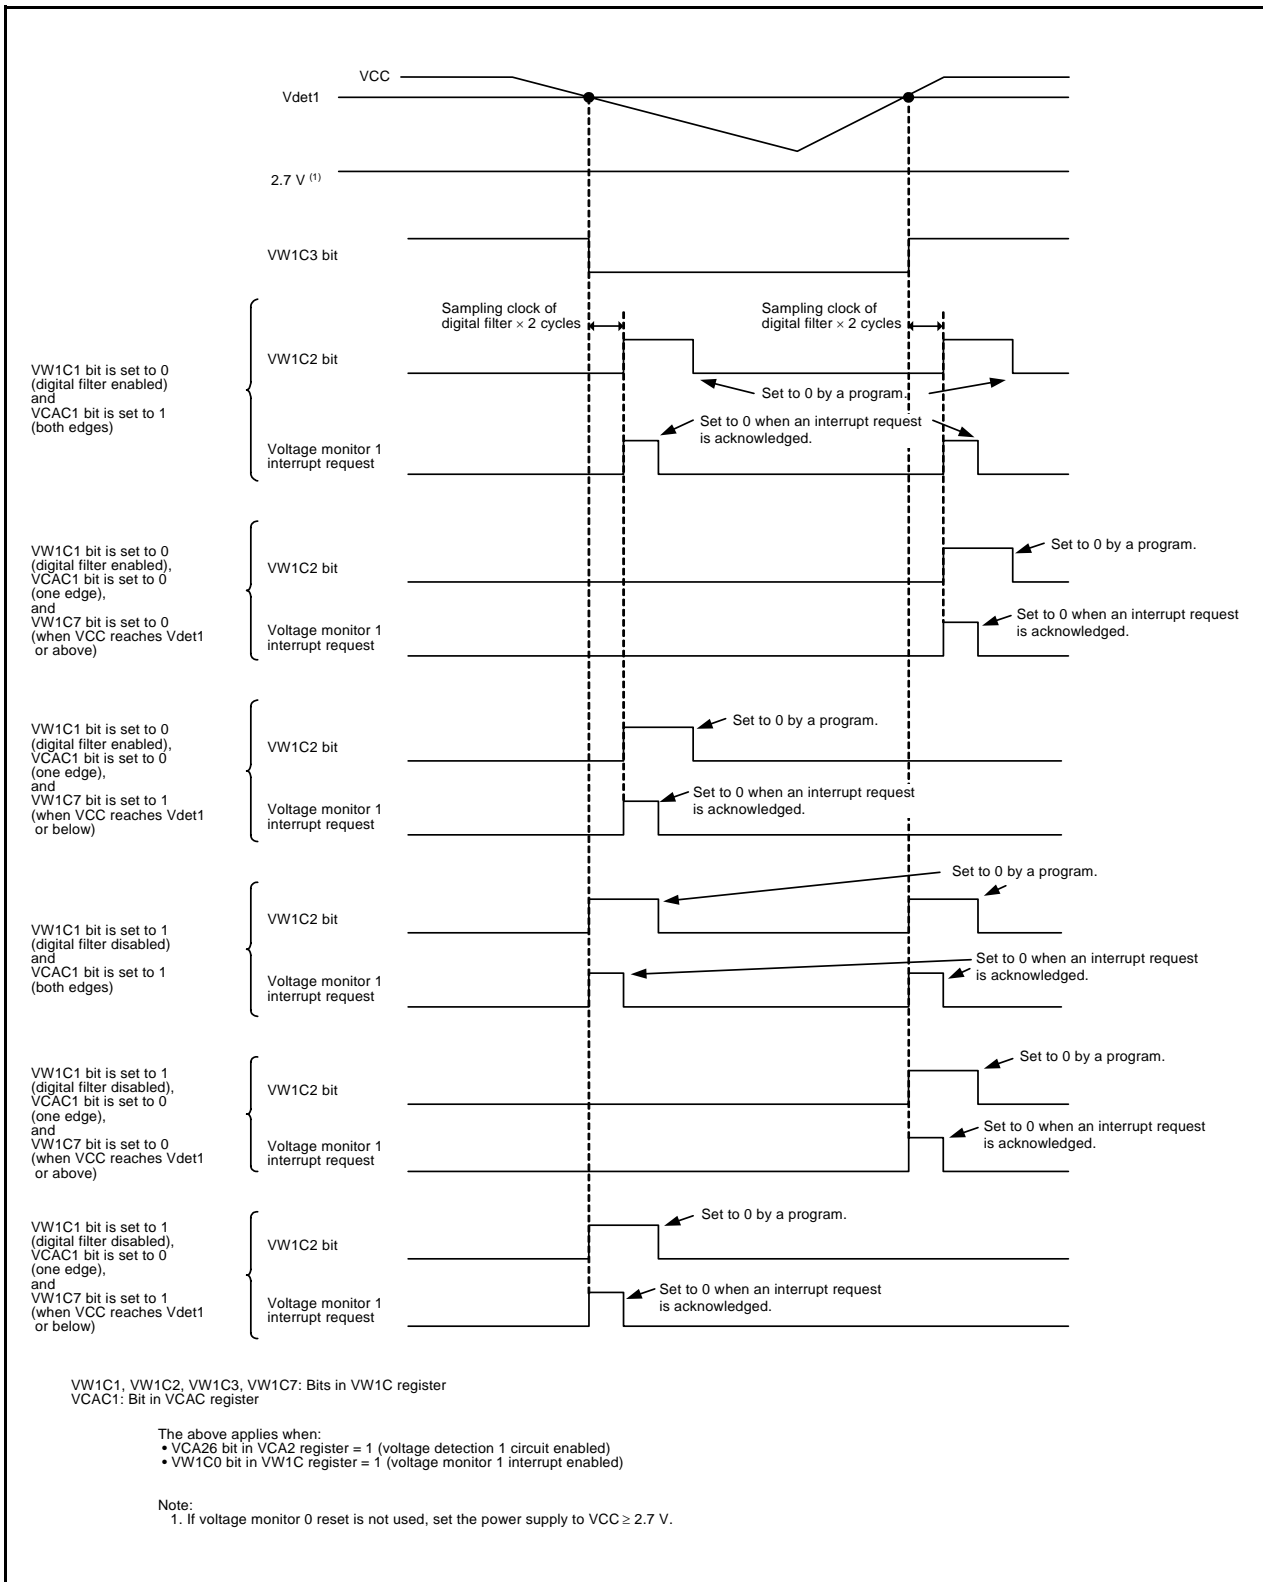 VCC
Vdet1
2.7 V (1)
VW1C3 bit
Sampling clock of
digital filter × 2 cycles
Sampling clock of
digital filter × 2 cycles
VW1C1 bit is set to 0
(digital filter enabled)
and
VCAC1 bit is set to 1
(both edges)
VW1C2 bit
Set to 0 by a program.
Voltage monitor 1
interrupt request
Set to 0 when an interrupt request
is acknowledged.
VW1C1 bit is set to 0
(digital filter enabled),
VCAC1 bit is set to 0
(one edge),
and
VW1C7 bit is set to 0
(when VCC reaches Vdet1
or above)
VW1C2 bit
Set to 0 by a program.
Voltage monitor 1
interrupt request
Set to 0 when an interrupt request
is acknowledged.
VW1C1 bit is set to 0
(digital filter enabled),
VCAC1 bit is set to 0
(one edge),
and
VW1C7 bit is set to 1
(when VCC reaches Vdet1
or below)
VW1C2 bit
Set to 0 by a program.
Voltage monitor 1
interrupt request
Set to 0 when an interrupt request
is acknowledged.
VW1C1 bit is set to 1
(digital filter disabled)
and
VCAC1 bit is set to 1
(both edges)
VW1C2 bit
Set to 0 by a program.
Voltage monitor 1
interrupt request
Set to 0 when an interrupt request
is acknowledged.
VW1C1 bit is set to 1
(digital filter disabled),
VCAC1 bit is set to 0
(one edge),
and
VW1C7 bit is set to 0
(when VCC reaches Vdet1
or above)
VW1C2 bit
Set to 0 by a program.
Voltage monitor 1
interrupt request
Set to 0 when an interrupt request
is acknowledged.
VW1C1 bit is set to 1
(digital filter disabled),
VCAC1 bit is set to 0
(one edge),
and
VW1C7 bit is set to 1
(when VCC reaches Vdet1
or below)
VW1C2 bit
Set to 0 by a program.
Voltage monitor 1
interrupt request
Set to 0 when an interrupt request
is acknowledged.
VW1C1, VW1C2, VW1C3, VW1C7: Bits in VW1C register
VCAC1: Bit in VCAC register
The above applies when:
• VCA26 bit in VCA2 register = 1 (voltage detection 1 circuit enabled)
• VW1C0 bit in VW1C register = 1 (voltage monitor 1 interrupt enabled)
Note:
1. If voltage monitor 0 reset is not used, set the power supply to VCC ≥ 2.7 V.